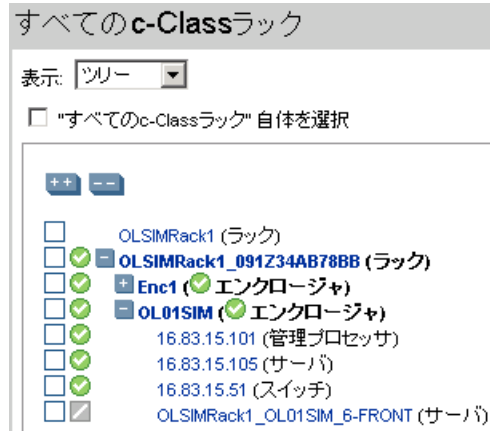 すべてのc-Classラック
表示: ツリー
"すべてのc-Classラック" 自体を選択
++ --
OLSIMRack1 (ラック)
OLSIMRack1_091Z34AB78BB (ラック)
Enc1 (エンクロージャ)
OL01SIM (エンクロージャ)
16.83.15.101 (管理プロセッサ)
16.83.15.105 (サーバ)
16.83.15.51 (スイッチ)
OLSIMRack1_OL01SIM_6-FRONT (サーバ)